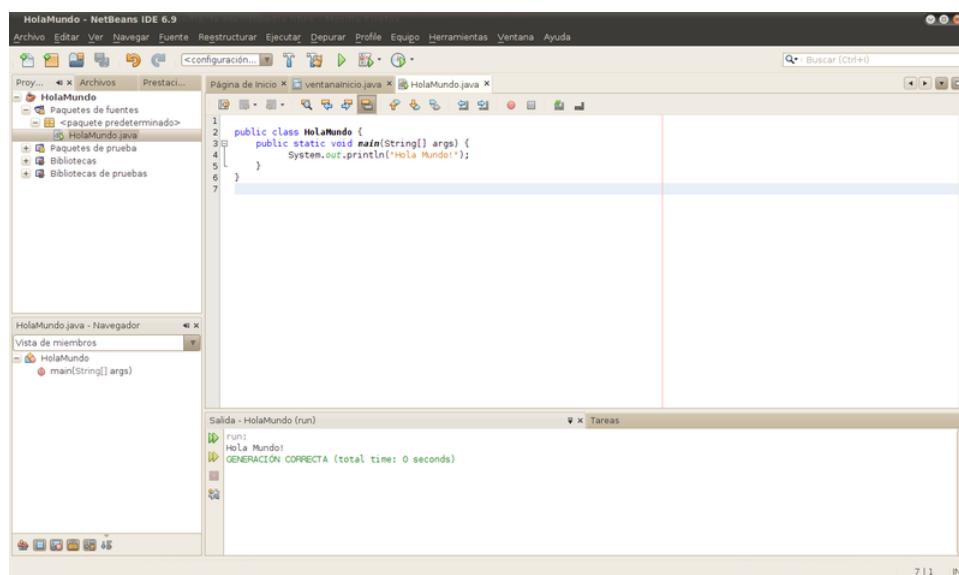 HolaMundo - NetBeans IDE 6.9
Archivo Editar Ver Navegar Fuente Reestructurar Ejecutar Depurar Profile Equipo Herramientas Ventana Ayuda
<configuración...
Buscar (Ctrl+I)
Proy... Archivos Prestaci...
Página de Inicio ventanaInicio.java HolaMundo.java
HolaMundo
Paquetes de fuentes
<paquete predeterminado>
HolaMundo.java
Paquetes de prueba
Bibliotecas
Bibliotecas de pruebas
1
2 public class HolaMundo {
3 public static void main(String[] args) {
4 System.out.println("Hola Mundo!");
5 }
6 }
7
HolaMundo.java - Navegador
Vista de miembros
HolaMundo
main(String[] args)
Salida - HolaMundo (run)
Tareas
run:
Hola Mundo!
GENERACIÓN CORRECTA (total time: 0 seconds)
7 | 1